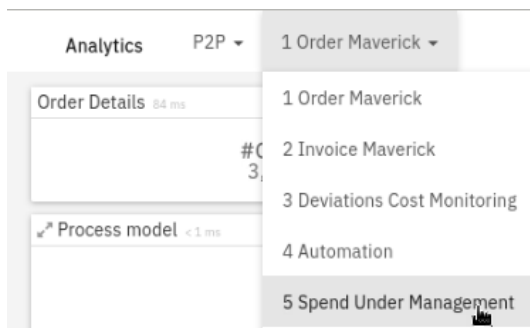 Analytics P2P 1 Order Maverick
Order Details 84 ms
1 Order Maverick
#
3,
2 Invoice Maverick
3 Deviations Cost Monitoring
Process model < 1 ms
4 Automation
5 Spend Under Management